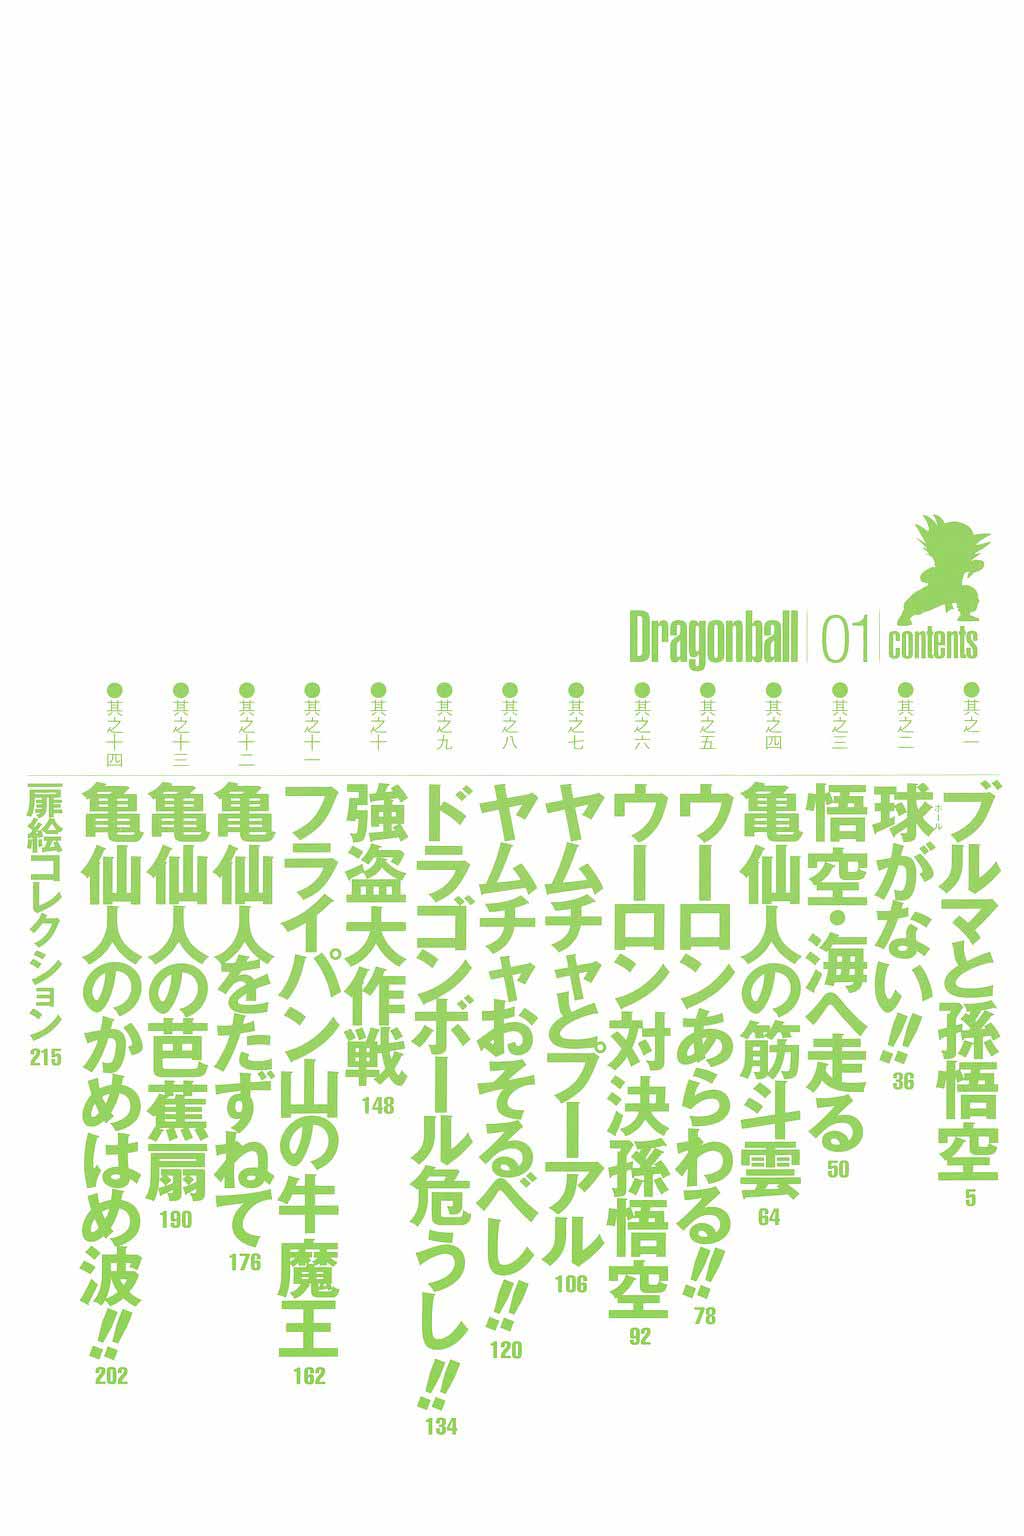 Dragonball 01 contents
其之一
ブルマと孫悟空
5
其之二
球がない!!
ボール
36
其之三
悟空・海へ走る
50
其之四
亀仙人の筋斗雲
64
其之五
ウーロンあらわる!!
78
其之六
ウーロン対決孫悟空
92
其之七
ヤムチャとプーアル
106
其之八
ヤムチャおそるべし!!
120
其之九
ドラゴンボール危うし!!
134
其之十
強盗大作戦
148
其之十一
フライパン山の牛魔王
162
其之十二
亀仙人をたずねて
176
其之十三
亀仙人の芭蕉扇
190
其之十四
亀仙人のかめはめ波!!
202
扉絵コレクション
215